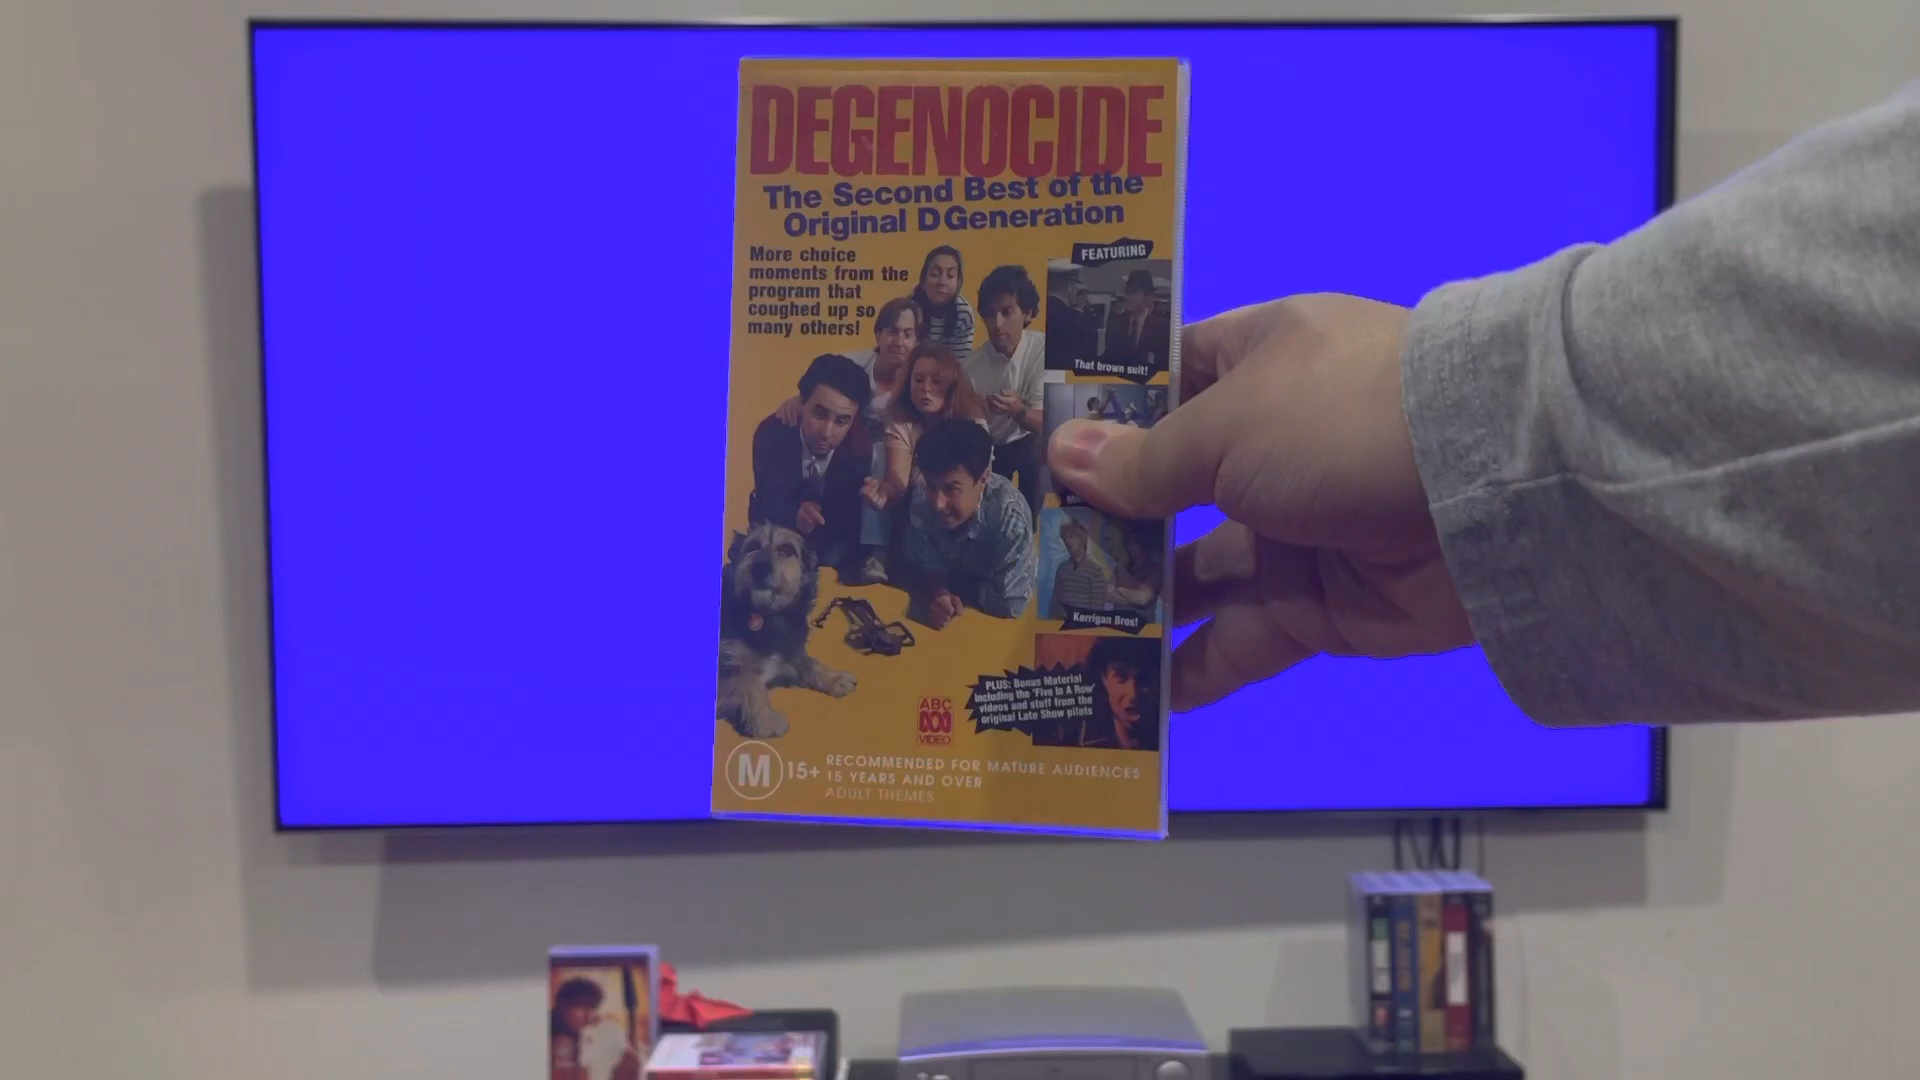 DEGENOCIDE
The Second Best of the
Original DGeneration
More choice
moments from the
program that
coughed up so
many others!
FEATURING
That brown suit!
Kerrigan Bros!
PLUS: Bonus Material
including the 'Five In A Row'
videos and stuff from the
original Late Show pilots
ABC
VIDEO
M 15+ RECOMMENDED FOR MATURE AUDIENCES
15 YEARS AND OVER
ADULT THEMES